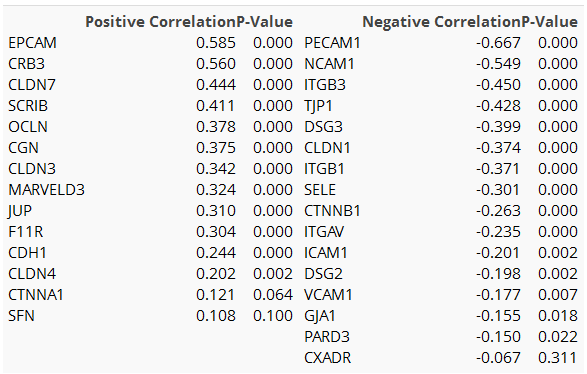 Positive CorrelationP-Value Negative CorrelationP-Value
EPCAM 0.585 0.000 PECAM1 -0.667 0.000
CRB3 0.560 0.000 NCAM1 -0.549 0.000
CLDN7 0.444 0.000 ITGB3 -0.450 0.000
SCRIB 0.411 0.000 TJP1 -0.428 0.000
OCLN 0.378 0.000 DSG3 -0.399 0.000
CGN 0.375 0.000 CLDN1 -0.374 0.000
CLDN3 0.342 0.000 ITGB1 -0.371 0.000
MARVELD3 0.324 0.000 SELE -0.301 0.000
JUP 0.310 0.000 CTNNB1 -0.263 0.000
F11R 0.304 0.000 ITGAV -0.235 0.000
CDH1 0.244 0.000 ICAM1 -0.201 0.002
CLDN4 0.202 0.002 DSG2 -0.198 0.002
CTNNA1 0.121 0.064 VCAM1 -0.177 0.007
SFN 0.108 0.100 GJA1 -0.155 0.018
PARD3 -0.150 0.022
CXADR -0.067 0.311